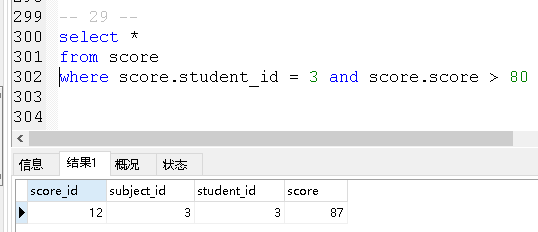 299 -- 29 --
300 select *
301 from score
302 where score.student_id = 3 and score.score > 80
303
304
信息 结果1 概况 状态
score_id subject_id student_id score
12 3 3 87